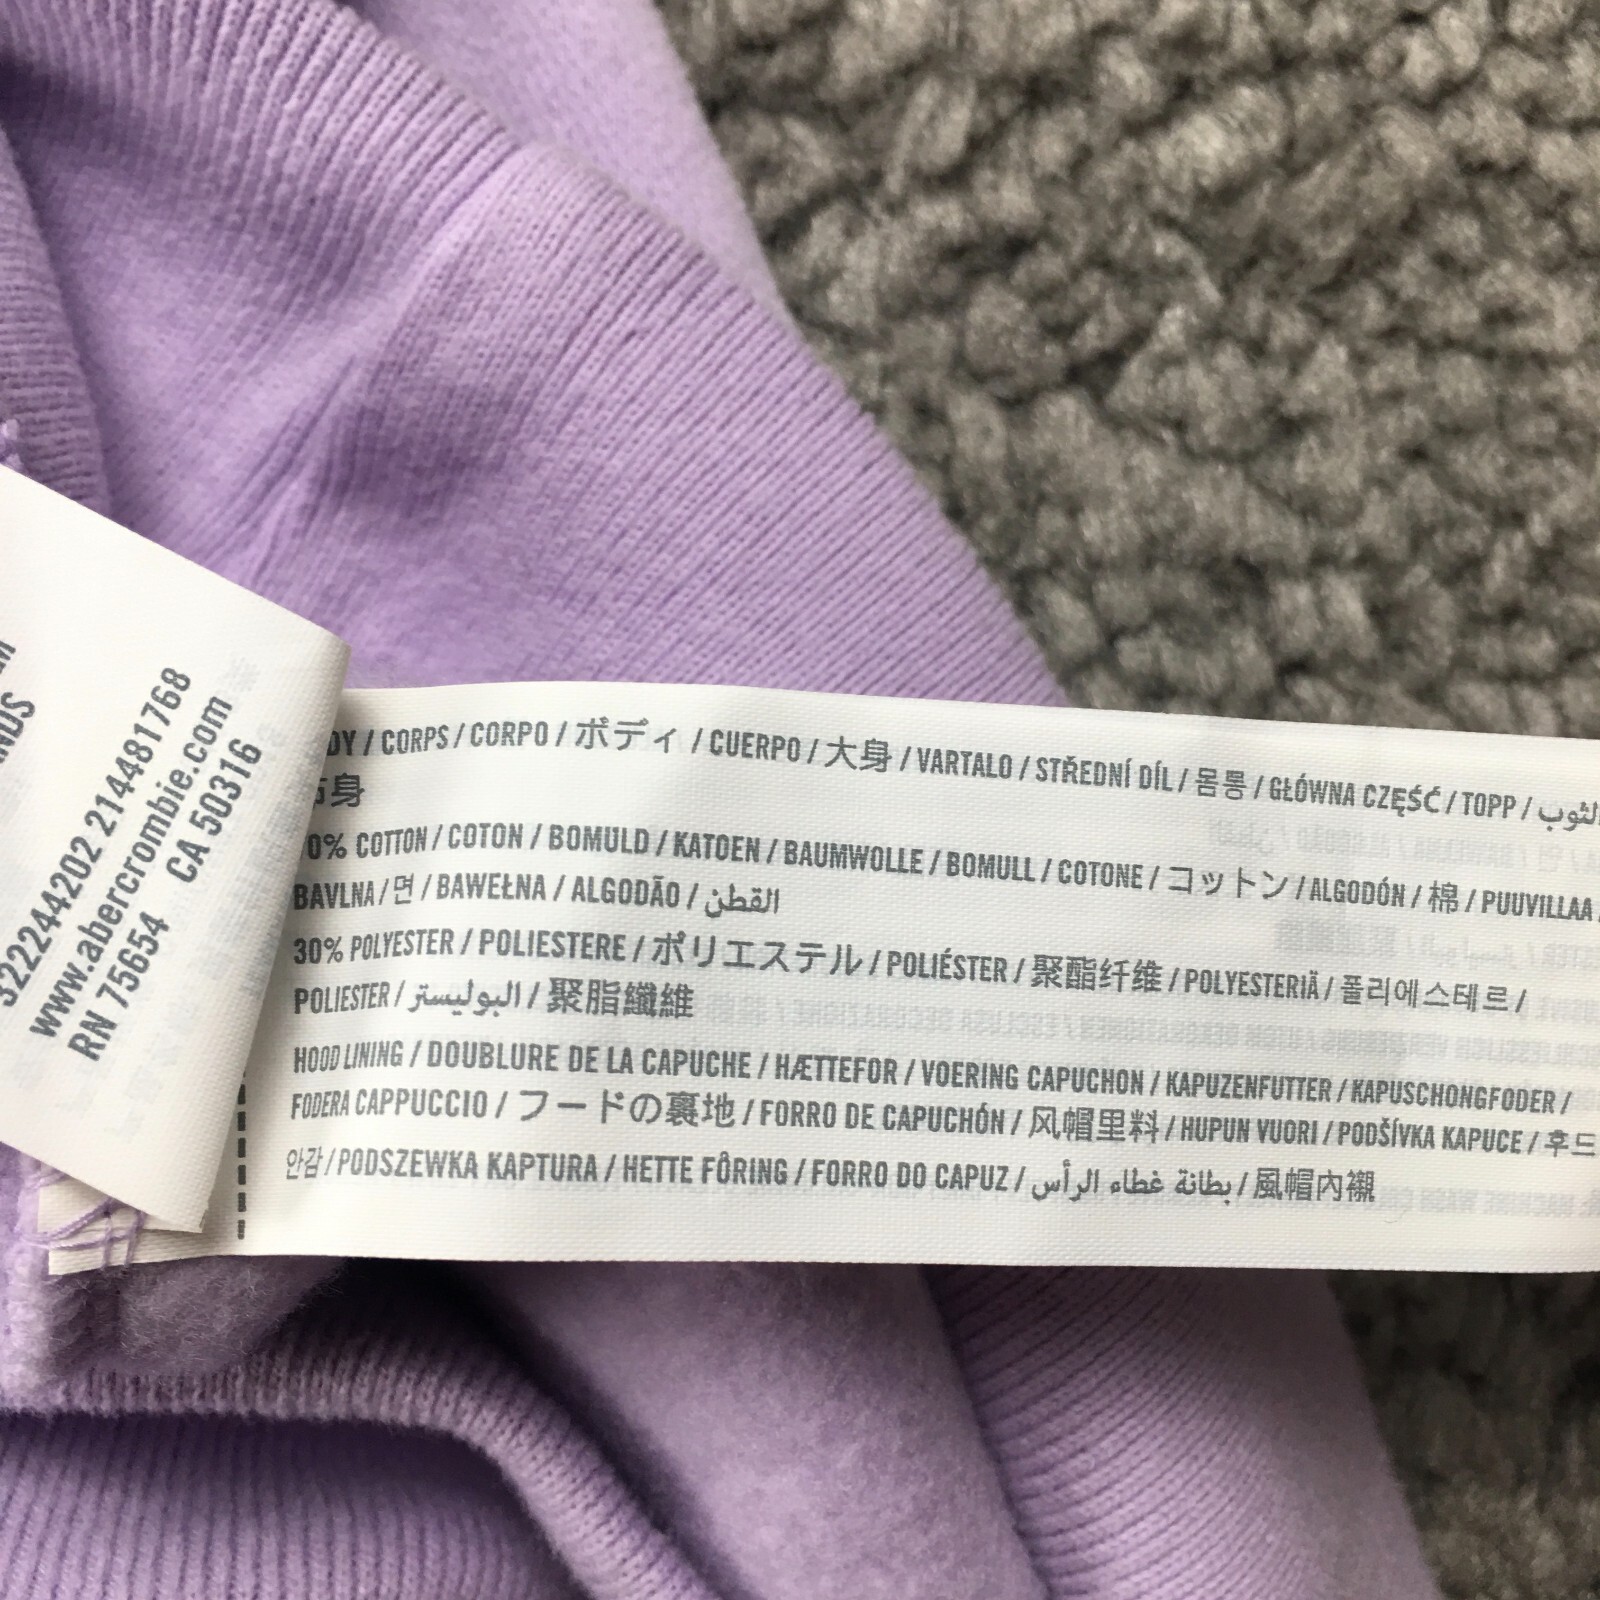 3222444202 214481768
www.abercrombie.com
RN 75654 CA 50316
/ CORPS / CORPO / ボディ / CUERPO / 大身 / VARTALO / STŘEDNÍ DÍL / 몸통 / GŁÓWNA CZĘŚĆ / TOPP / الثوب
身
0% COTTON / COTON / BOMULD / KATOEN / BAUMWOLLE / BOMULL / COTONE / コットン / ALGODÓN / 棉 / PUUVILLAA /
BAVLNA / 면 / BAWEŁNA / ALGODÃO / القطن
30% POLYESTER / POLIESTERE / ポリエステル / POLIÉSTER / 聚酯纤维 / POLYESTERIÄ / 폴리에스테르 /
POLIESTER / البوليستر / 聚脂纖維
HOOD LINING / DOUBLURE DE LA CAPUCHE / HÆTTEFOR / VOERING CAPUCHON / KAPUZENFUTTER / KAPUSCHONGFODER /
FODERA CAPPUCCIO / フードの裏地 / FORRO DE CAPUCHÓN / 风帽里料 / HUPUN VUORI / PODŠÍVKA KAPUCE / 후드
안감 / PODSZEWKA KAPTURA / HETTE FÔRING / FORRO DO CAPUZ / بطانة غطاء الرأس / 風帽內襯